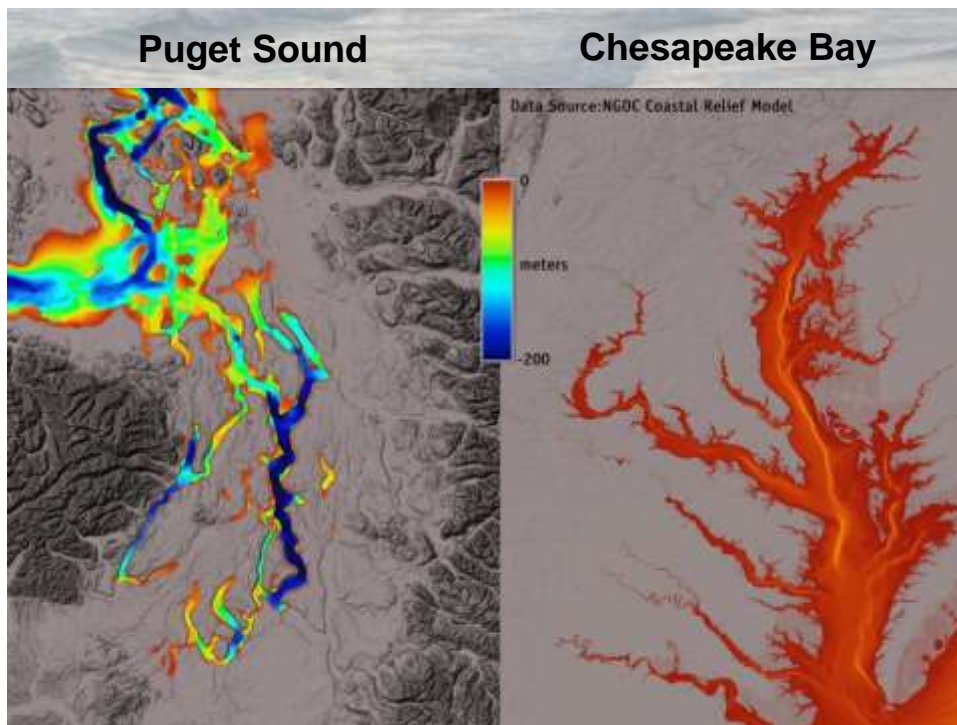 Puget Sound
Chesapeake Bay
Data Source:NGDC Coastal Relief Model
0
meters
-200